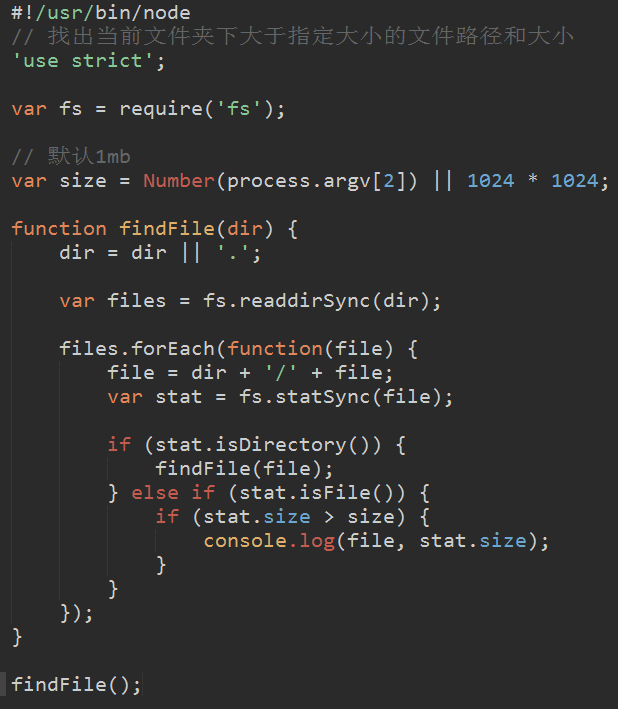 #!/usr/bin/node
// 找出当前文件夹下大于指定大小的文件路径和大小
'use strict';
var fs = require('fs');
// 默认1mb
var size = Number(process.argv[2]) || 1024 * 1024;
function findFile(dir) {
dir = dir || '.';
var files = fs.readdirSync(dir);
files.forEach(function(file) {
file = dir + '/' + file;
var stat = fs.statSync(file);
if (stat.isDirectory()) {
findFile(file);
} else if (stat.isFile()) {
if (stat.size > size) {
console.log(file, stat.size);
}
}
});
}
findFile();